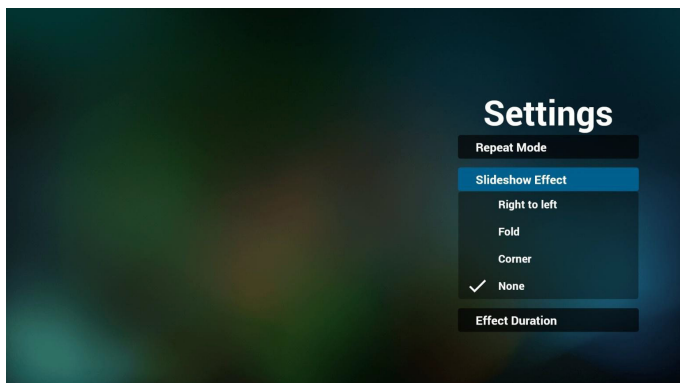 Settings
Repeat Mode
Slideshow Effect
Right to left
Fold
Corner
None
Effect Duration